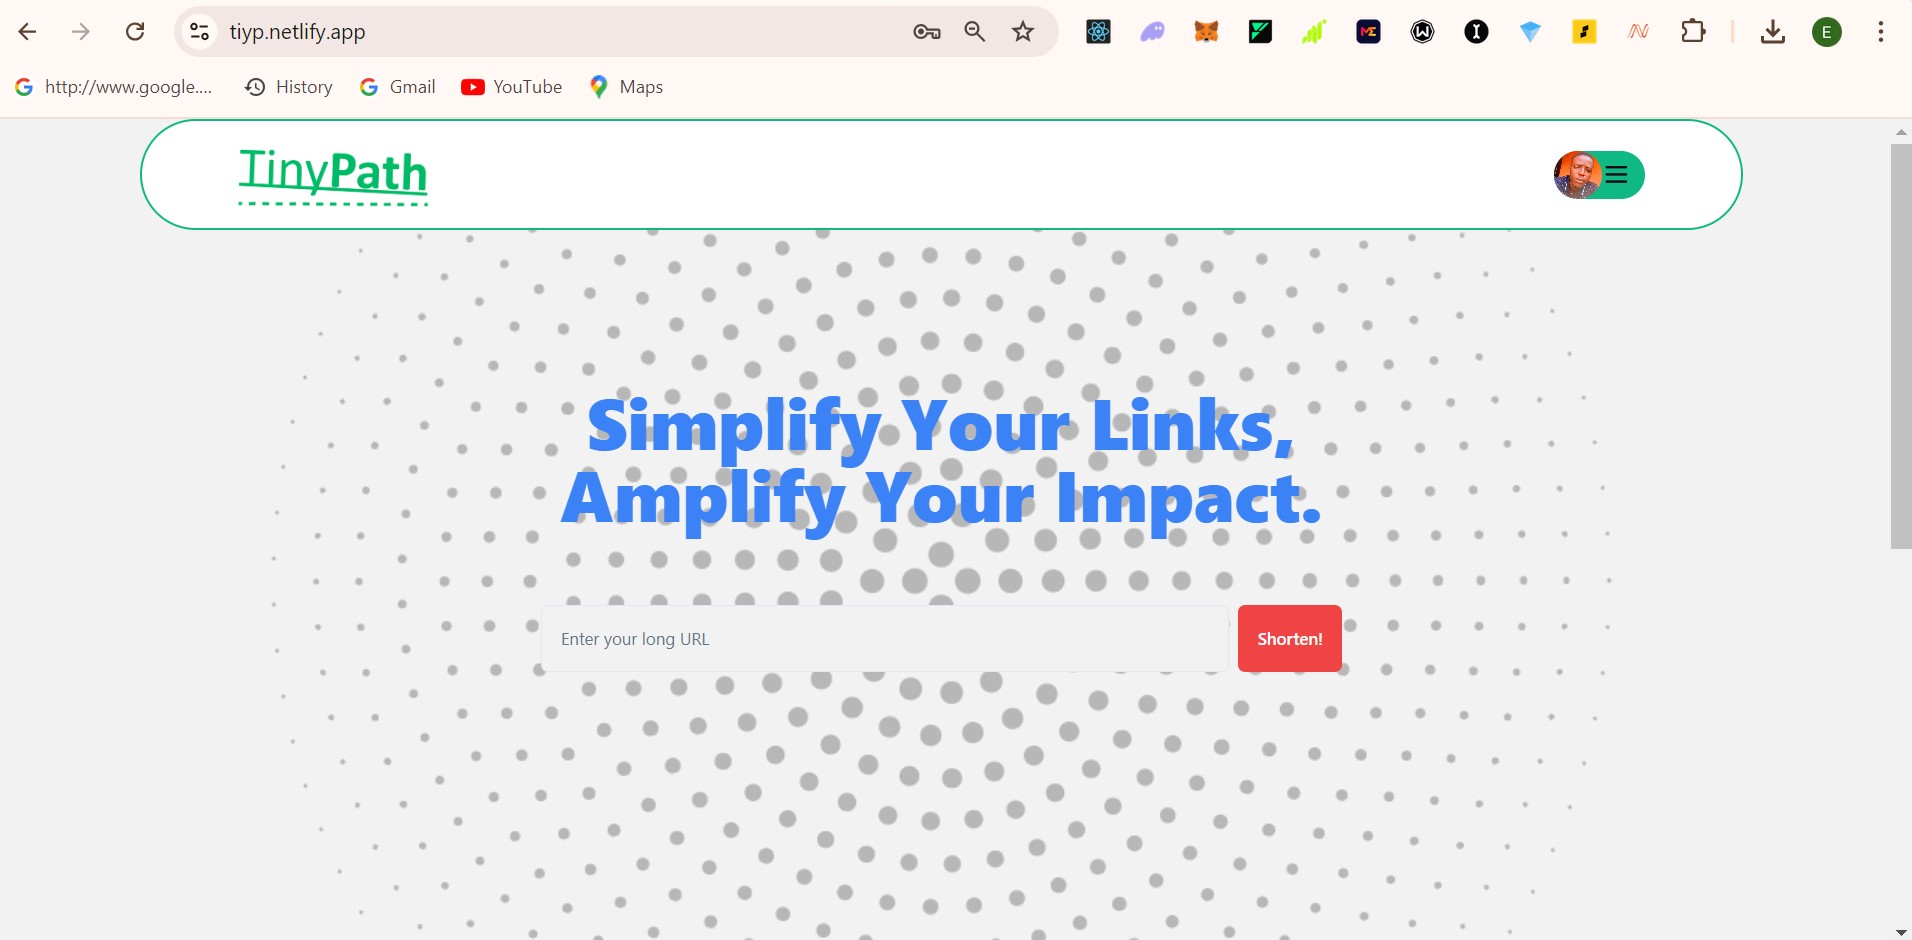 tiyp.netlify.app
E
http://www.google....
History
Gmail
YouTube
Maps
TinyPath
Simplify Your Links,
Amplify Your Impact.
Enter your long URL
Shorten!